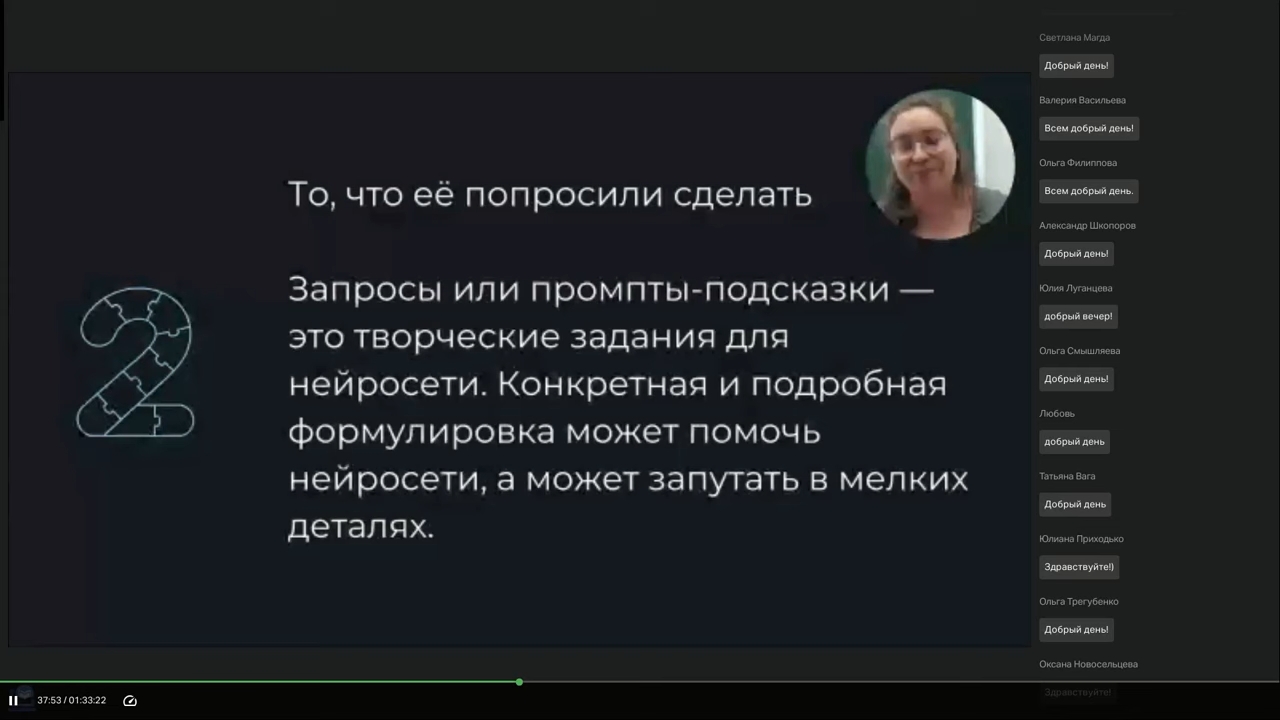 То, что её попросили сделать
2
Запросы или промпты-подсказки —
это творческие задания для
нейросети. Конкретная и подробная
формулировка может помочь
нейросети, а может запутать в мелких
деталях.
Светлана Магда
Добрый день!
Валерия Васильева
Всем добрый день!
Ольга Филиппова
Всем добрый день.
Александр Шкопоров
Добрый день!
Юлия Луганцева
добрый вечер!
Ольга Смышляева
Добрый день!
Любовь
добрый день
Татьяна Вага
Добрый день
Юлиана Приходько
Здравствуйте!)
Ольга Трегубенко
Добрый день!
Оксана Новосельцева
Здравствуйте!
37:53 / 01:33:22